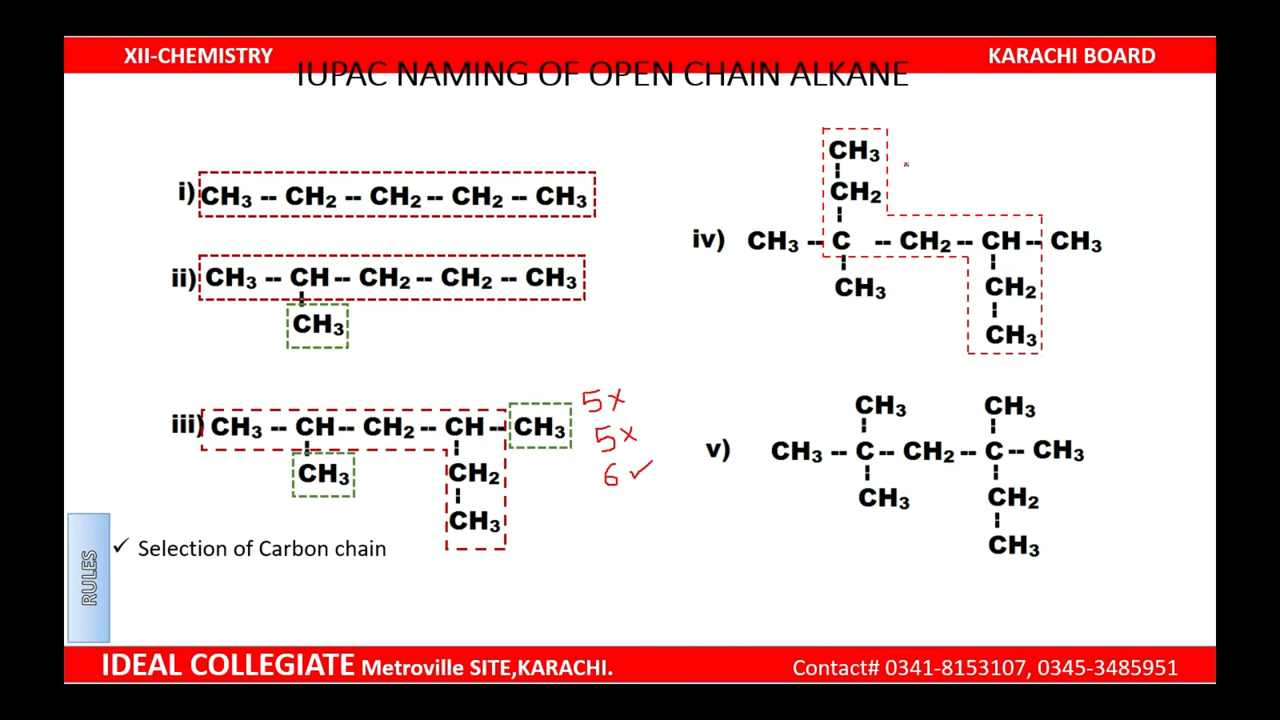 XII-CHEMISTRY
KARACHI BOARD
IUPAC NAMING OF OPEN CHAIN ALKANE
i) CH₃ -- CH₂ -- CH₂ -- CH₂ -- CH₃
ii) CH₃ -- CH -- CH₂ -- CH₂ -- CH₃
CH₃
iii) CH₃ -- CH -- CH₂ -- CH -- CH₃
CH₃ CH₂
CH₃
5 x
5 x
6 ✓
CH₃
CH₂
iv) CH₃ -- C -- CH₂ -- CH -- CH₃
CH₃ CH₂
CH₃
CH₃ CH₃
v) CH₃ -- C -- CH₂ -- C -- CH₃
CH₃ CH₂
CH₃
RULES
✓ Selection of Carbon chain
IDEAL COLLEGIATE Metroville SITE,KARACHI.
Contact# 0341-8153107, 0345-3485951